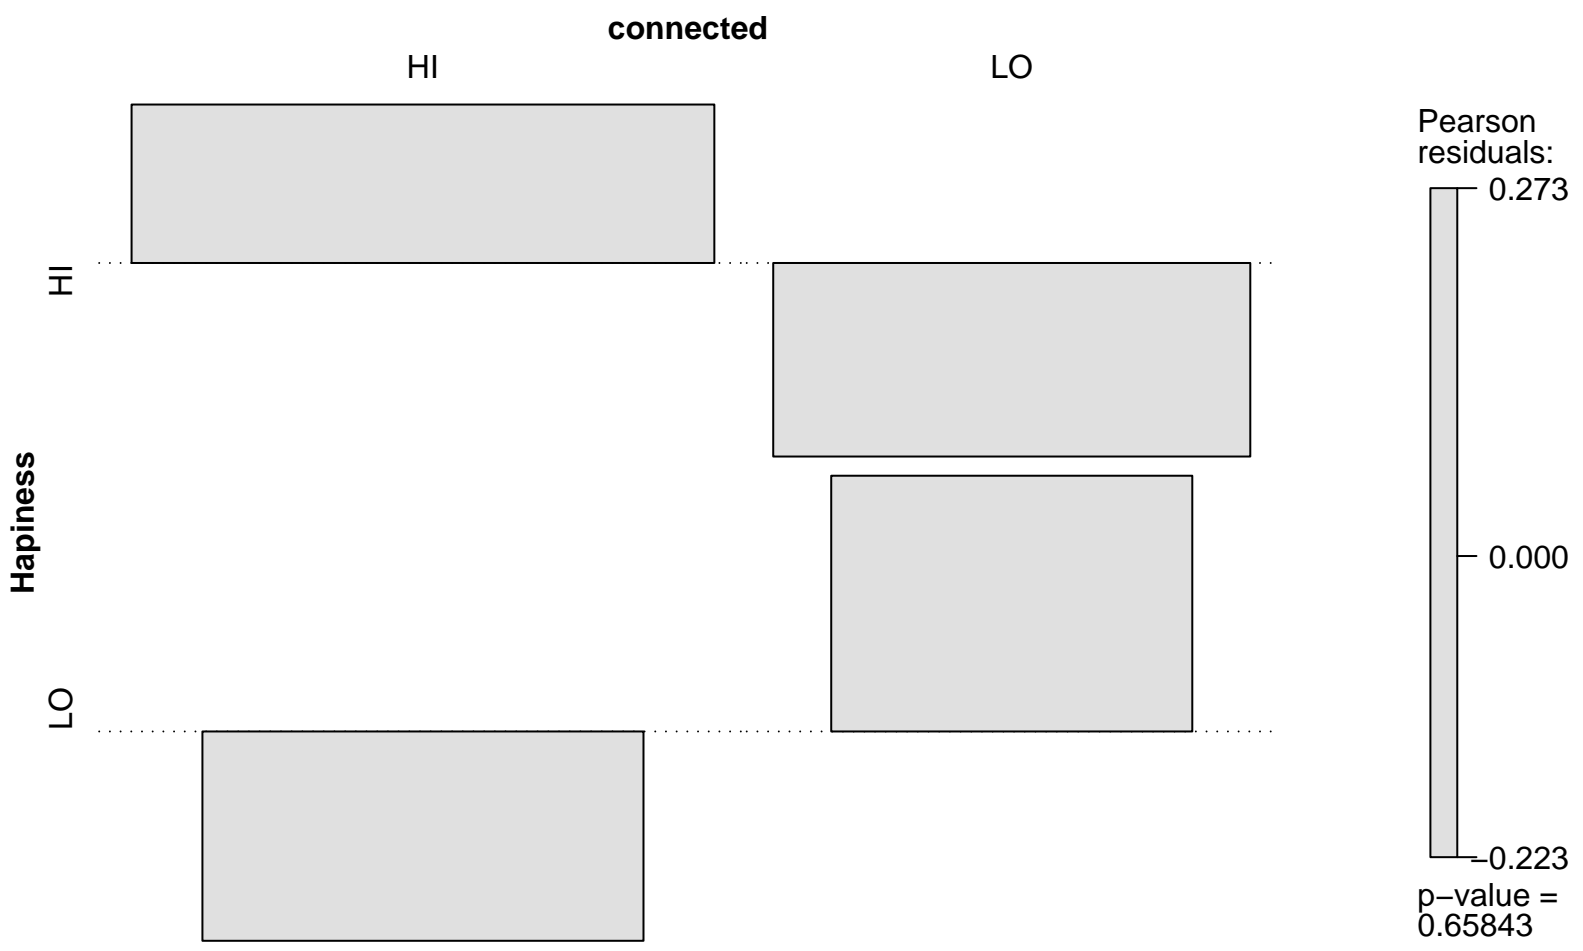 connected
HI
LO
HI
LO
Hapiness
Pearson
residuals:
0.273
0.000
−0.223
p−value =
0.65843